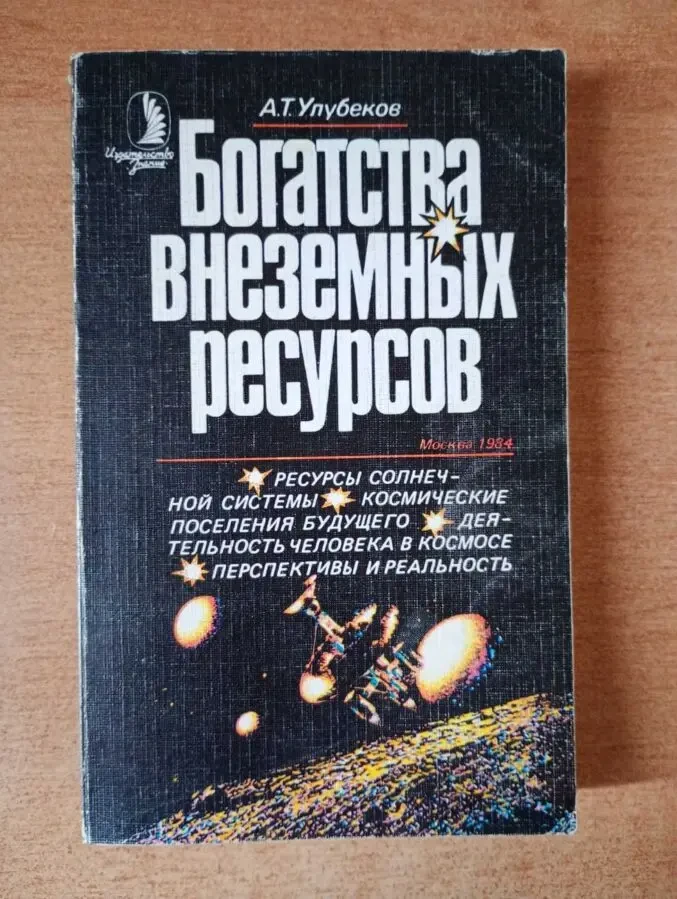 А.Т.Улубеков
Издательство
Знание
Богатства
внеземных
ресурсов
Москва 1984
РЕСУРСЫ СОЛНЕЧ-
НОЙ СИСТЕМЫ КОСМИЧЕСКИЕ
ПОСЕЛЕНИЯ БУДУЩЕГО ДЕЯ-
ТЕЛЬНОСТЬ ЧЕЛОВЕКА В КОСМОСЕ
ПЕРСПЕКТИВЫ И РЕАЛЬНОСТЬ